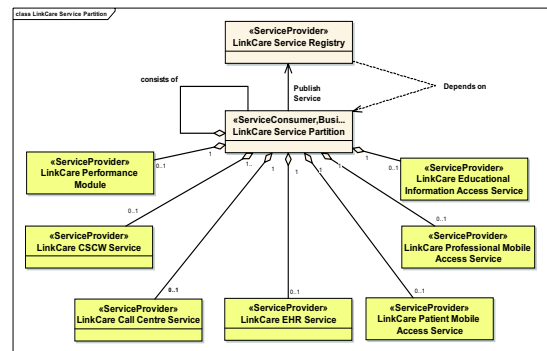 class LinkCare Service Partition
«ServiceProvider»
LinkCare Service Registry
consists of
Publish
Service
Depends on
«ServiceConsumer,Busi...
LinkCare Service Partition
0..1
1
1
1..
1
1
1
1
1
0..1
«ServiceProvider»
LinkCare Performance
Module
«ServiceProvider»
LinkCare Educational
Information Access Service
0..1
0..1
«ServiceProvider»
LinkCare CSCW Service
«ServiceProvider»
LinkCare Professional Mobile
Access Service
0..1
0..1
0..1
«ServiceProvider»
LinkCare Call Centre Service
«ServiceProvider»
LinkCare EHR Service
«ServiceProvider»
LinkCare Patient Mobile
Access Service